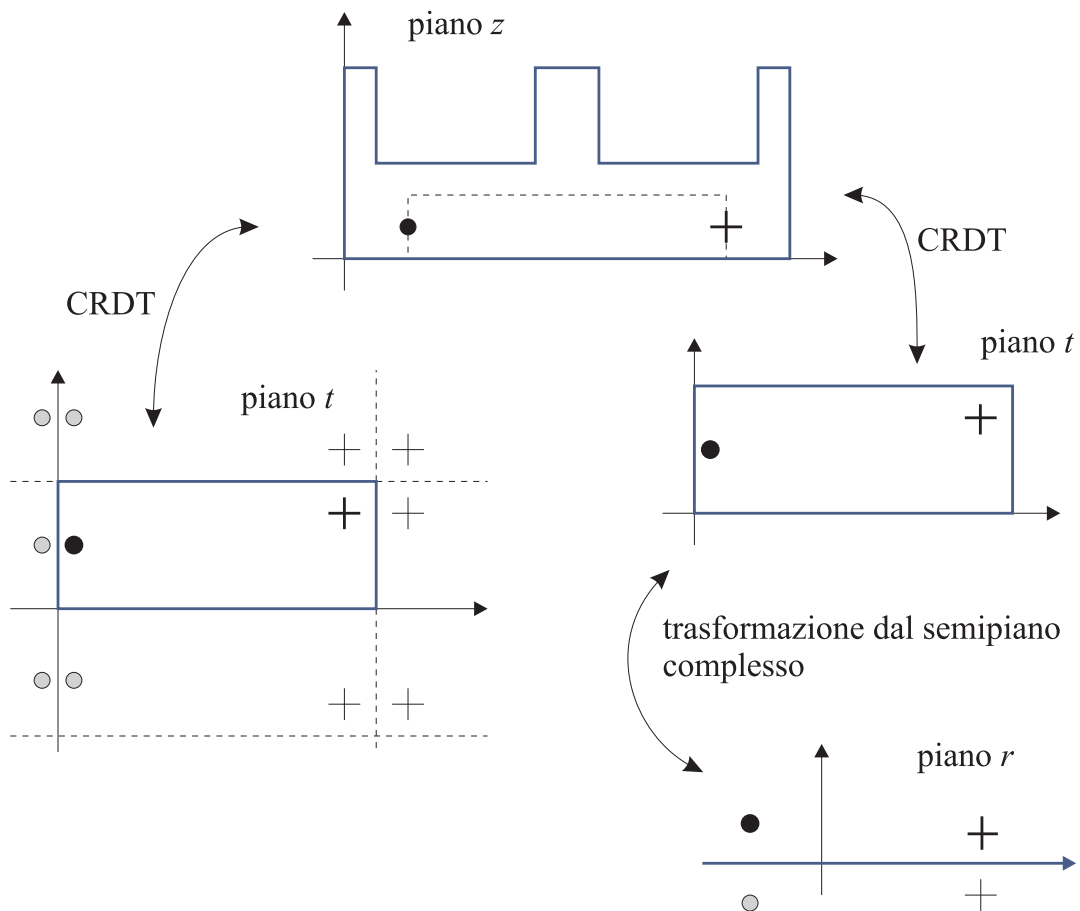 piano z
CRDT
CRDT
piano t
piano t
trasformazione dal semipiano
complesso
piano r